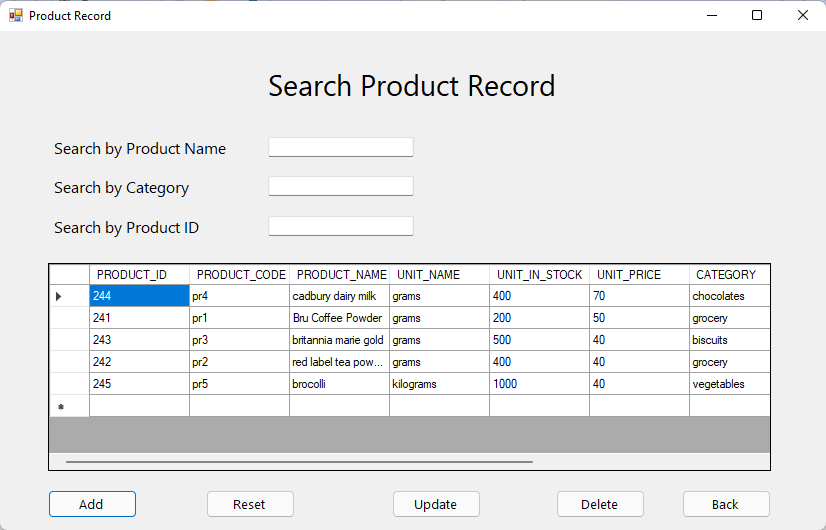 Product Record
Search Product Record
Search by Product Name
Search by Category
Search by Product ID
PRODUCT_ID PRODUCT_CODE PRODUCT_NAME UNIT_NAME UNIT_IN_STOCK UNIT_PRICE CATEGORY
244 pr4 cadbury dairy milk grams 400 70 chocolates
241 pr1 Bru Coffee Powder grams 200 50 grocery
243 pr3 britannia marie gold grams 500 40 biscuits
242 pr2 red label tea pow... grams 400 40 grocery
245 pr5 brocolli kilograms 1000 40 vegetables
Add Reset Update Delete Back